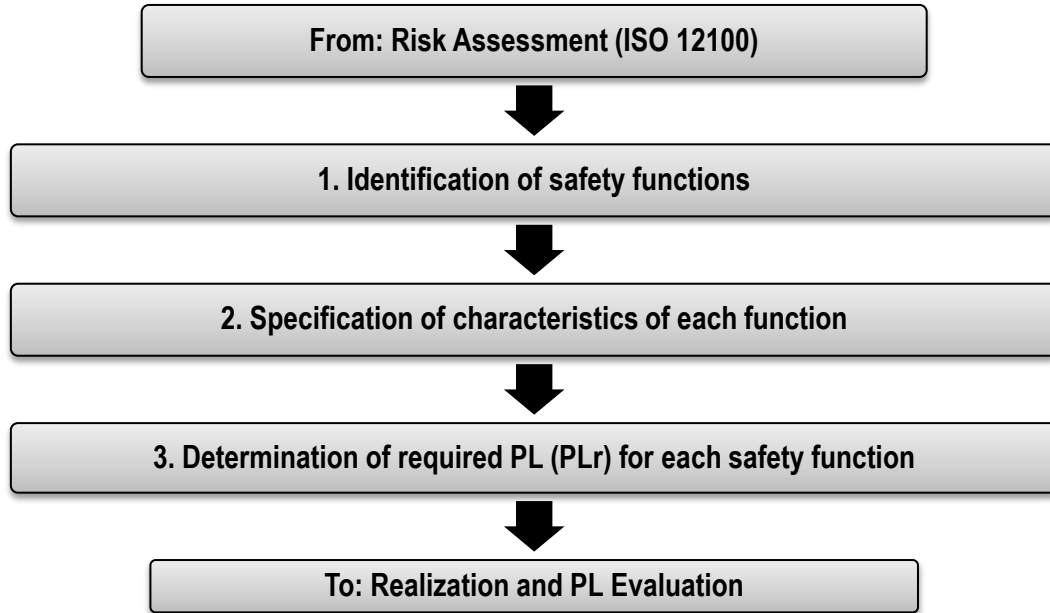 From: Risk Assessment (ISO 12100)
1. Identification of safety functions
2. Specification of characteristics of each function
3. Determination of required PL (PLr) for each safety function
To: Realization and PL Evaluation